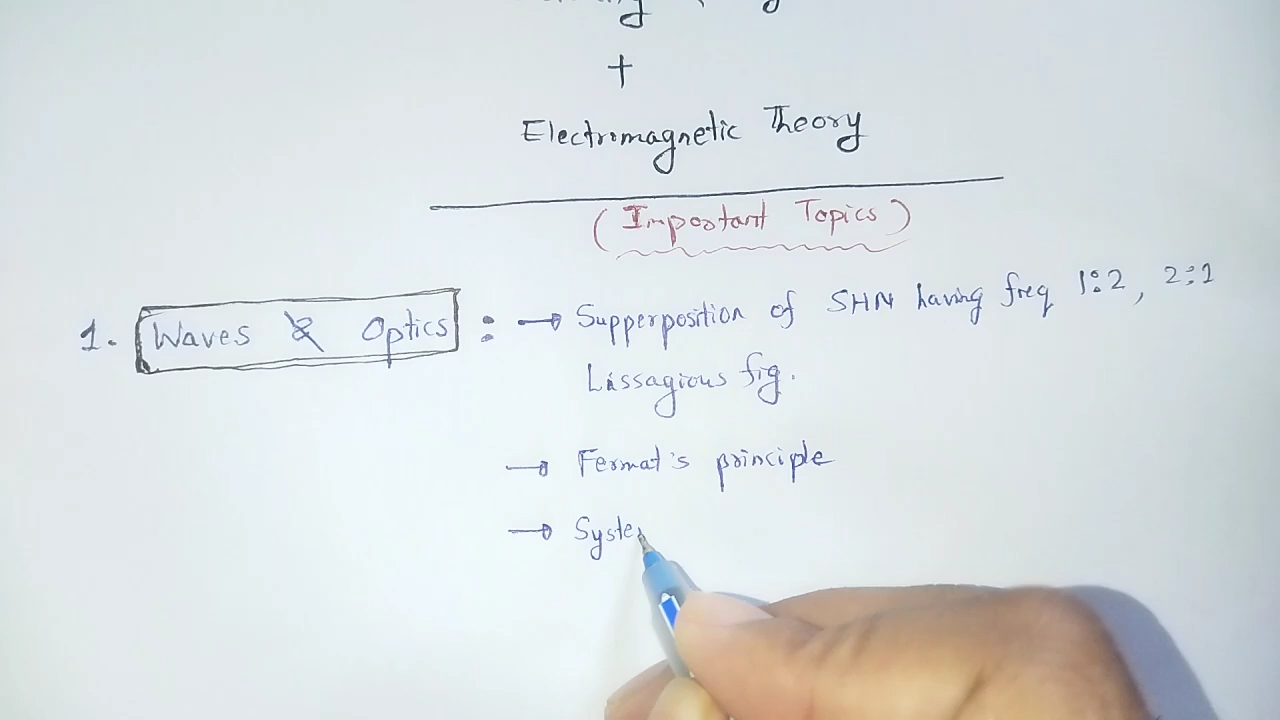 +
Electromagnetic Theory
(Important Topics)
1. Waves & Optics : → Supperposition of SHM having freq 1:2, 2:1
Lissagious fig.
→ Fermat's principle
→ Syste